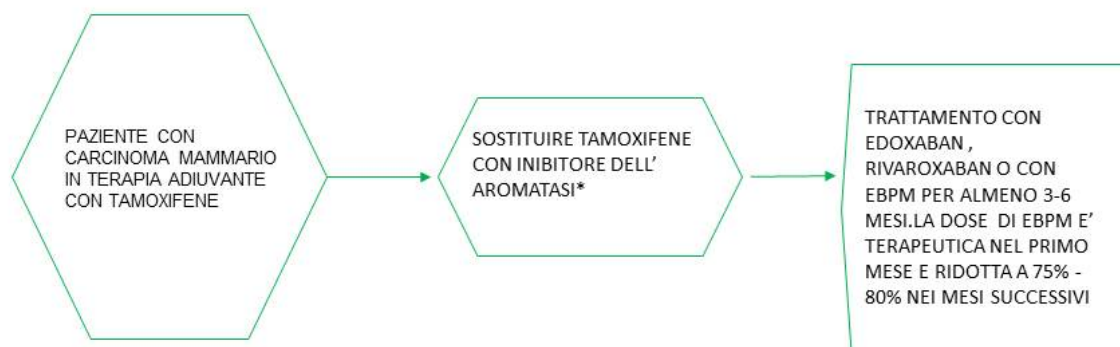 PAZIENTE CON
CARCINOMA MAMMARIO
IN TERAPIA ADIUVANTE
CON TAMOXIFENE
SOSTITUIRE TAMOXIFENE
CON INIBITORE DELL’
AROMATASI*
TRATTAMENTO CON
EDOXABAN ,
RIVAROXABAN O CON
EBPM PER ALMENO 3-6
MESI.LA DOSE DI EBPM E’
TERAPEUTICA NEL PRIMO
MESE E RIDOTTA A 75% -
80% NEI MESI SUCCESSIVI